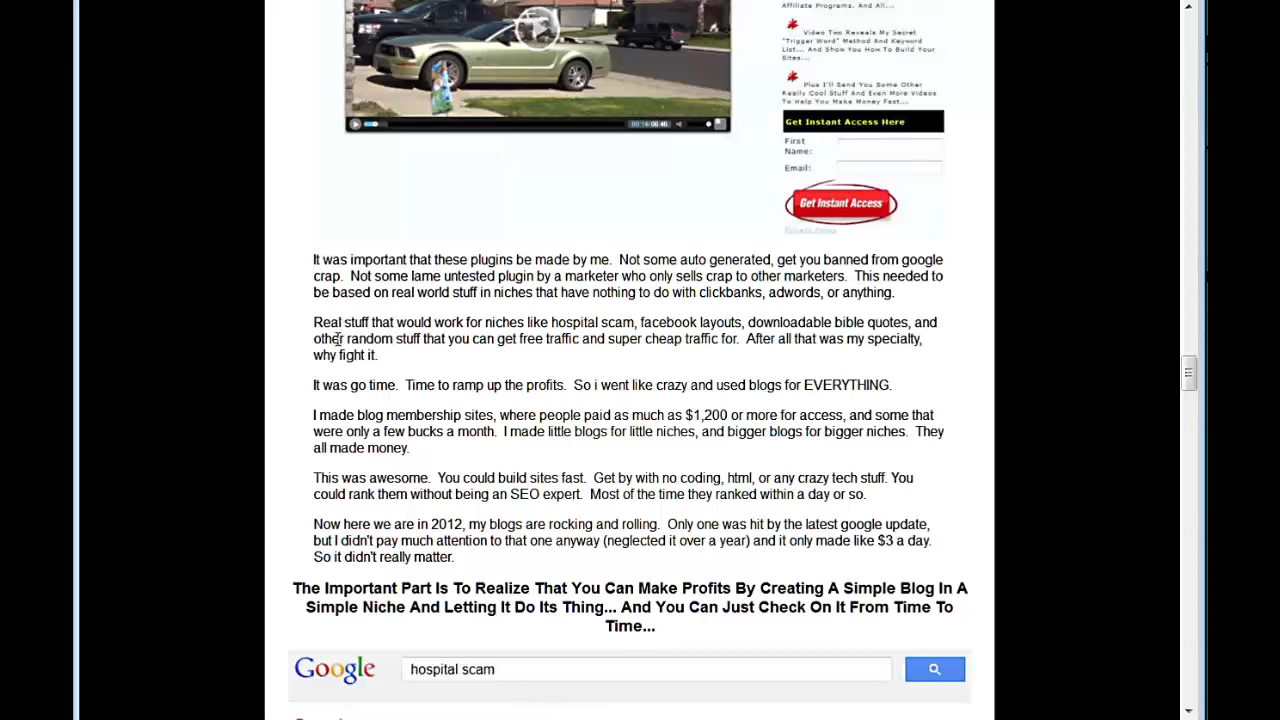 Affiliate Programs. And All...
Video Two Reveals My Secret
"Trigger Word" Method And Keyword
List... And Show You How To Build Your
Sites...
Plus I'll Send You Some Other
Really Cool Stuff And Even More Videos
To Help You Make Money Fast...
Get Instant Access Here
First
Name:
Email:
Get Instant Access
Privacy Policy
It was important that these plugins be made by me.  Not some auto generated, get you banned from google
crap.  Not some lame untested plugin by a marketer who only sells crap to other marketers.  This needed to
be based on real world stuff in niches that have nothing to do with clickbanks, adwords, or anything.
Real stuff that would work for niches like hospital scam, facebook layouts, downloadable bible quotes, and
other random stuff that you can get free traffic and super cheap traffic for.  After all that was my specialty,
why fight it.
It was go time.  Time to ramp up the profits.  So i went like crazy and used blogs for EVERYTHING.
I made blog membership sites, where people paid as much as $1,200 or more for access, and some that
were only a few bucks a month.  I made little blogs for little niches, and bigger blogs for bigger niches.  They
all made money.
This was awesome.  You could build sites fast.  Get by with no coding, html, or any crazy tech stuff. You
could rank them without being an SEO expert.  Most of the time they ranked within a day or so.
Now here we are in 2012, my blogs are rocking and rolling.  Only one was hit by the latest google update,
but I didn't pay much attention to that one anyway (neglected it over a year) and it only made like $3 a day.
So it didn't really matter.
The Important Part Is To Realize That You Can Make Profits By Creating A Simple Blog In A
Simple Niche And Letting It Do Its Thing... And You Can Just Check On It From Time To
Time...
Google
hospital scam